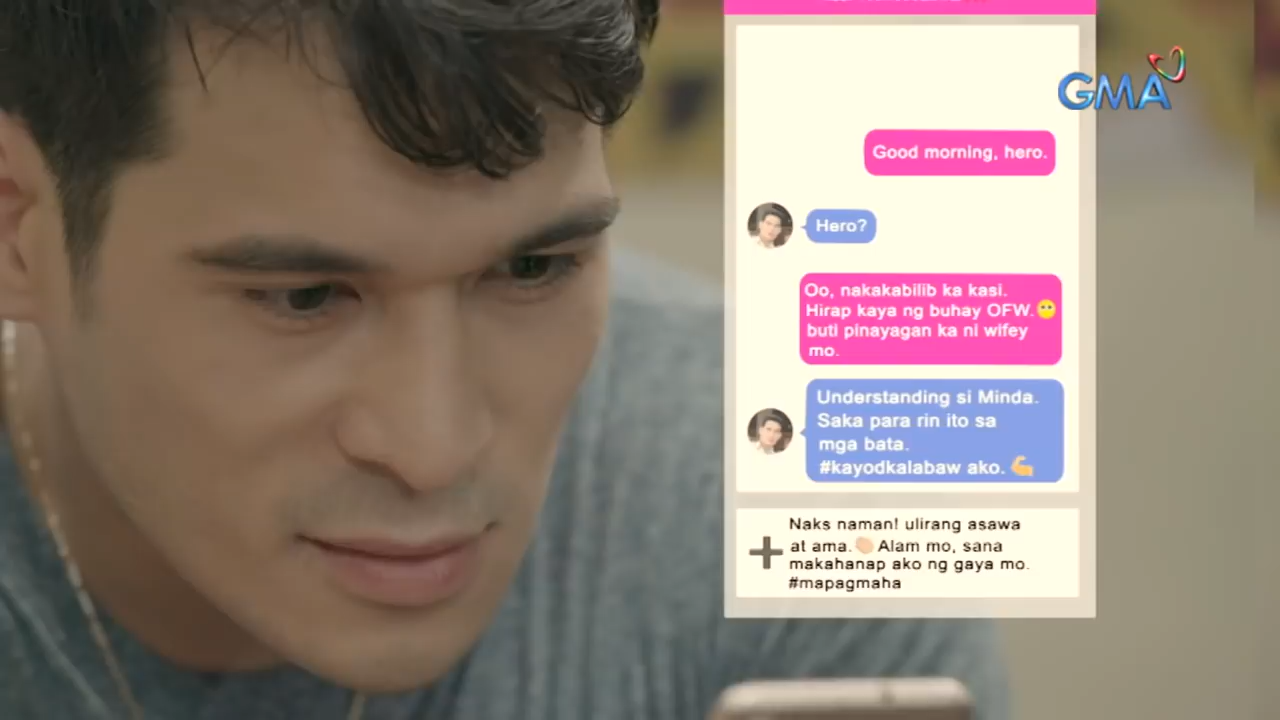 GMA
Good morning, hero.
Hero?
Oo, nakakabilib ka kasi.
Hirap kaya ng buhay OFW.😶
buti pinayagan ka ni wifey
mo.
Understanding si Minda.
Saka para rin ito sa
mga bata.
#kayodkalabaw ako. 💪
Naks naman! ulirang asawa
at ama.👏Alam mo, sana
makahanap ako ng gaya mo.
#mapagmaha